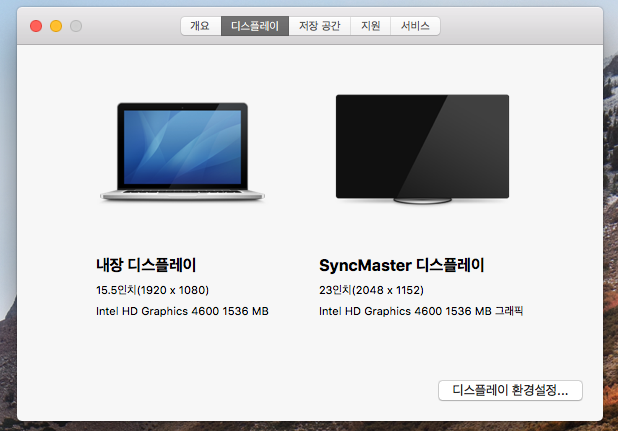 개요 디스플레이 저장 공간 지원 서비스
내장 디스플레이
15.5인치(1920 x 1080)
Intel HD Graphics 4600 1536 MB
SyncMaster 디스플레이
23인치(2048 x 1152)
Intel HD Graphics 4600 1536 MB 그래픽
디스플레이 환경설정...